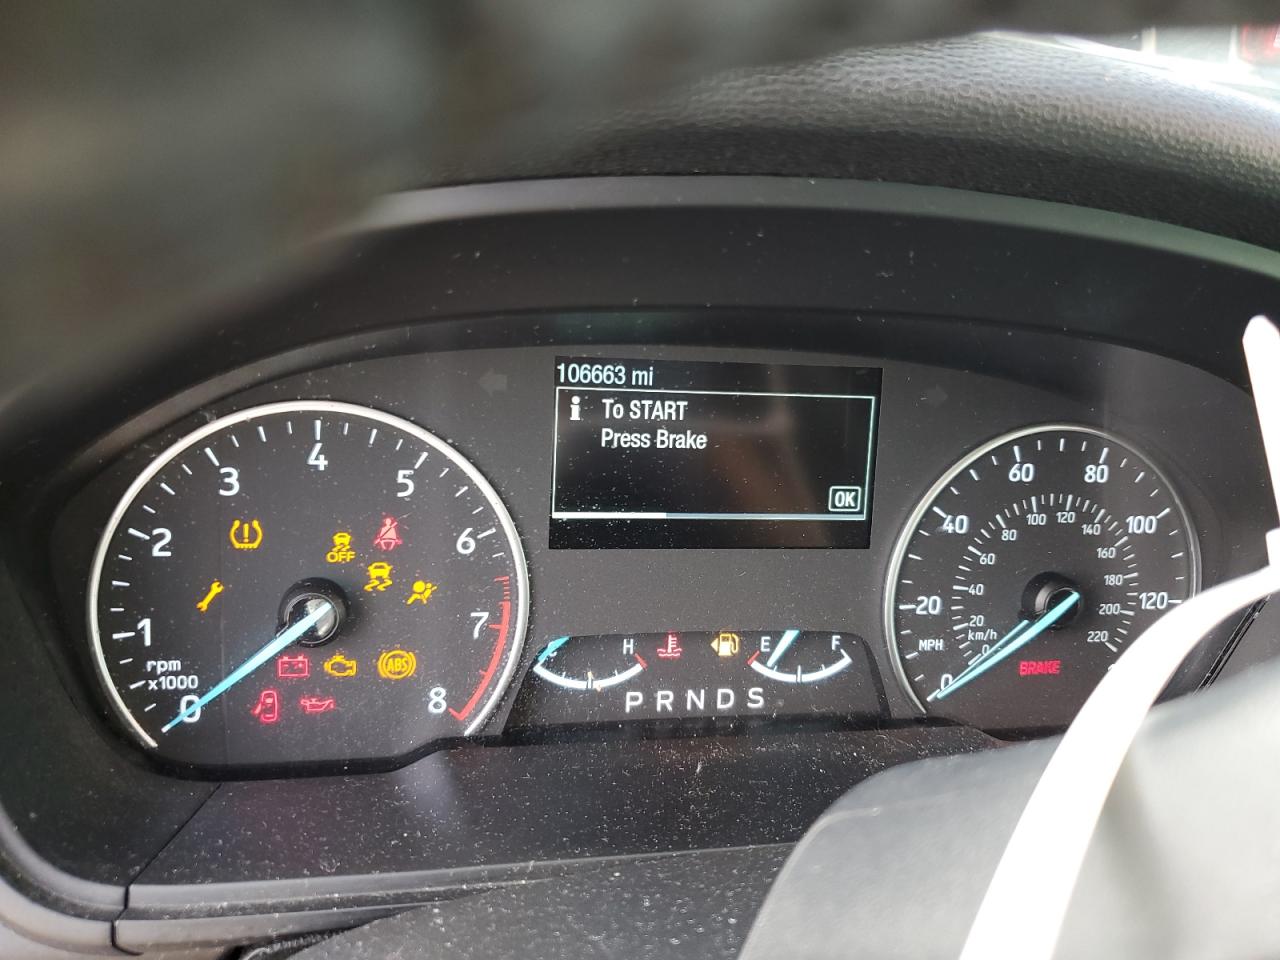 106663 mi
i To START
Press Brake
OK
0 1 2 3 4 5 6 7 8
rpm
x1000
OFF
ABS
C H
E F
P R N D S
0 20 40 60 80 100 120
MPH
0 20 40 60 80 100 120 140 160 180 200 220
km/h
BRAKE